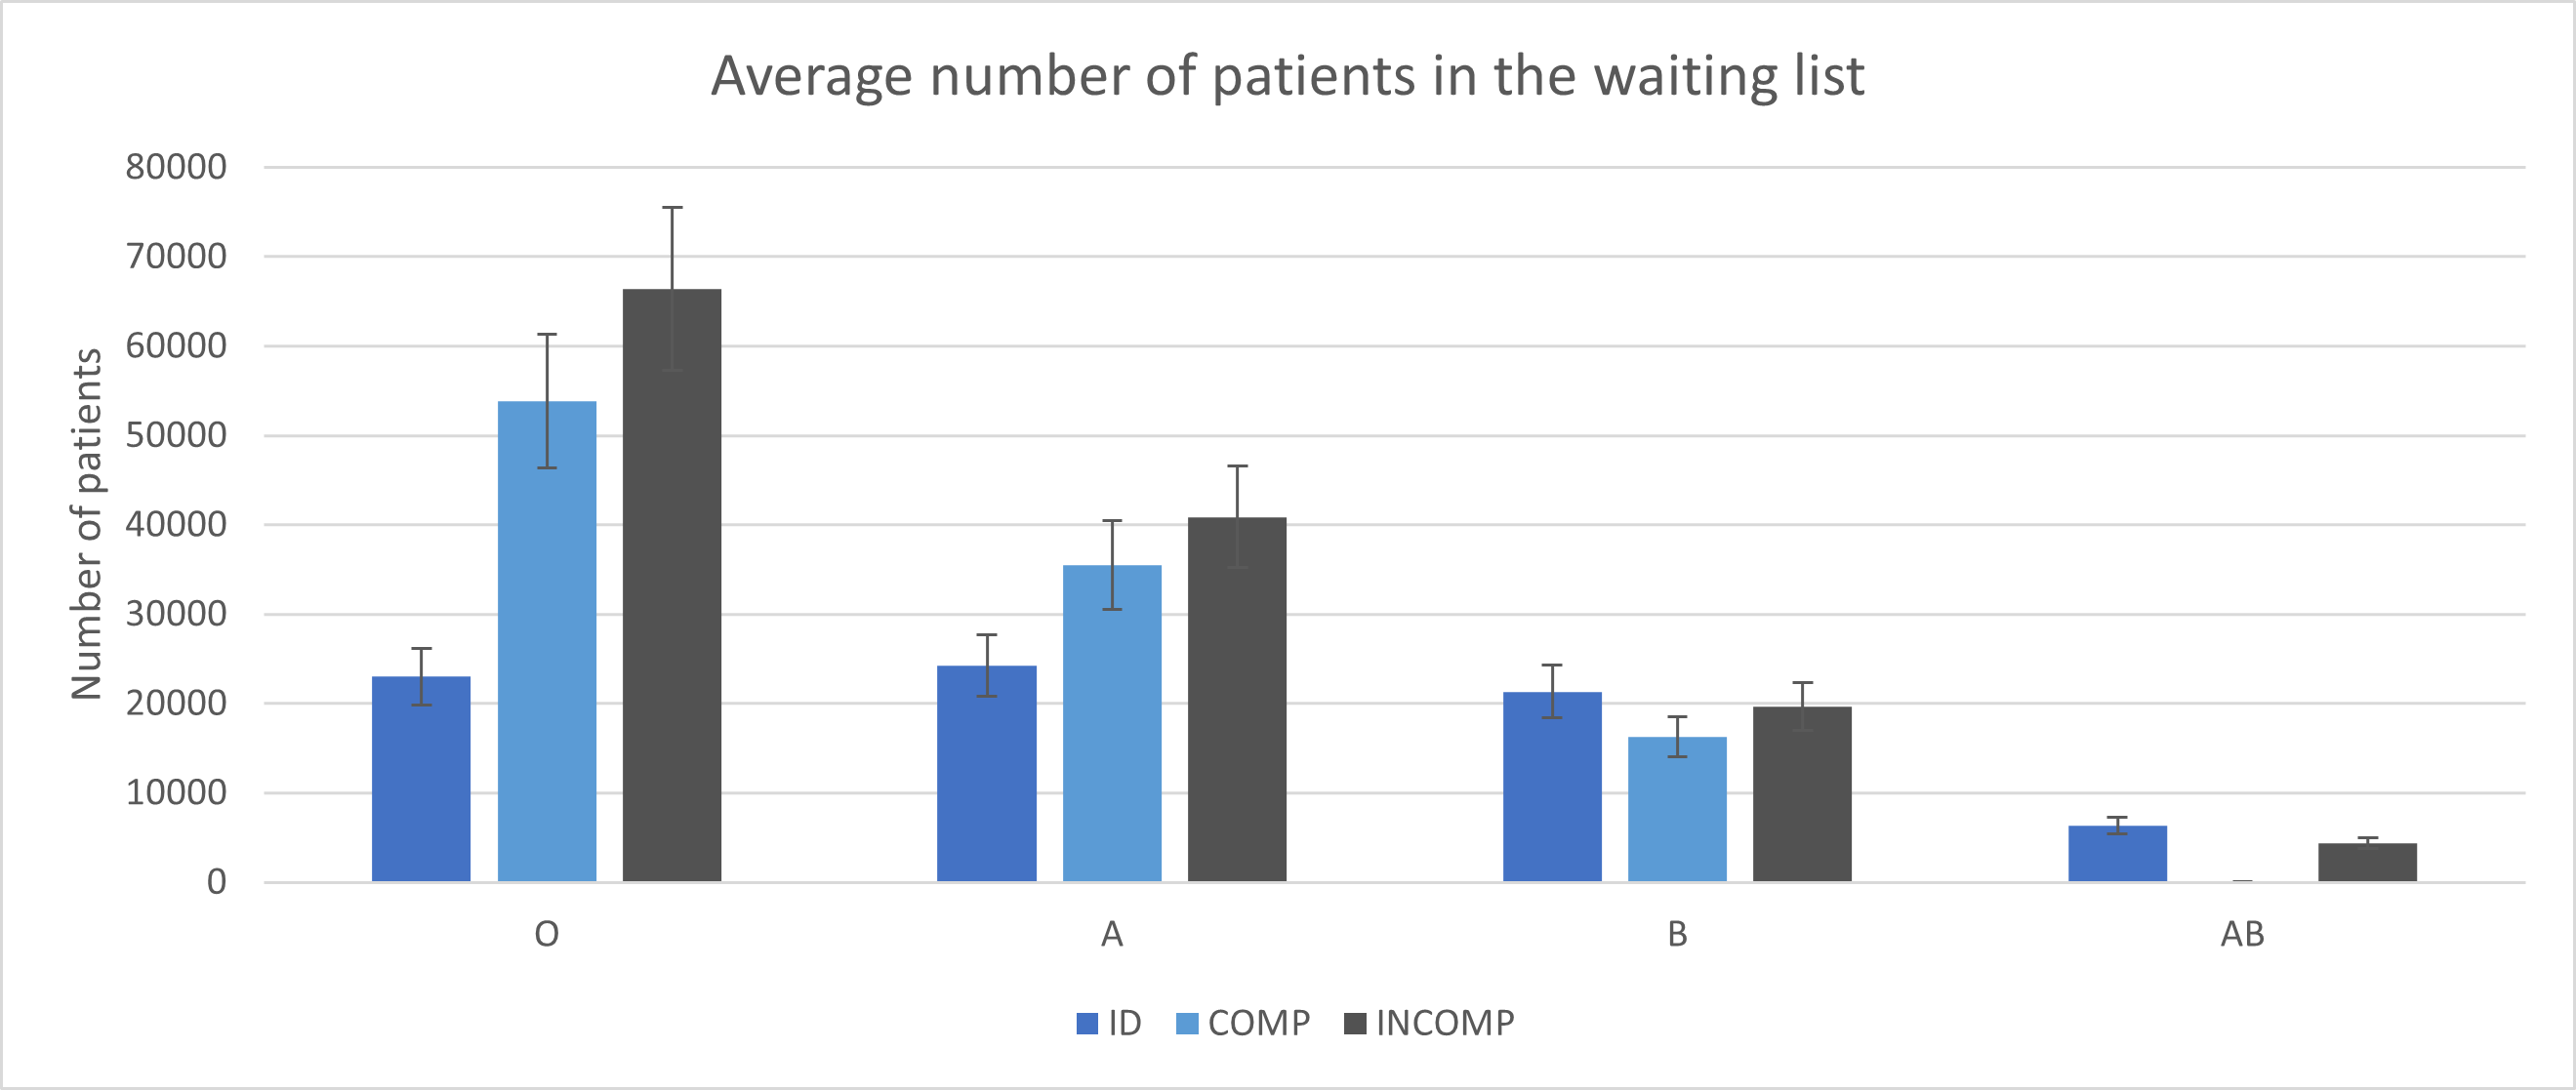 Average number of patients in the waiting list
Number of patients
80000
70000
60000
50000
40000
30000
20000
10000
0
O A B AB
ID COMP INCOMP